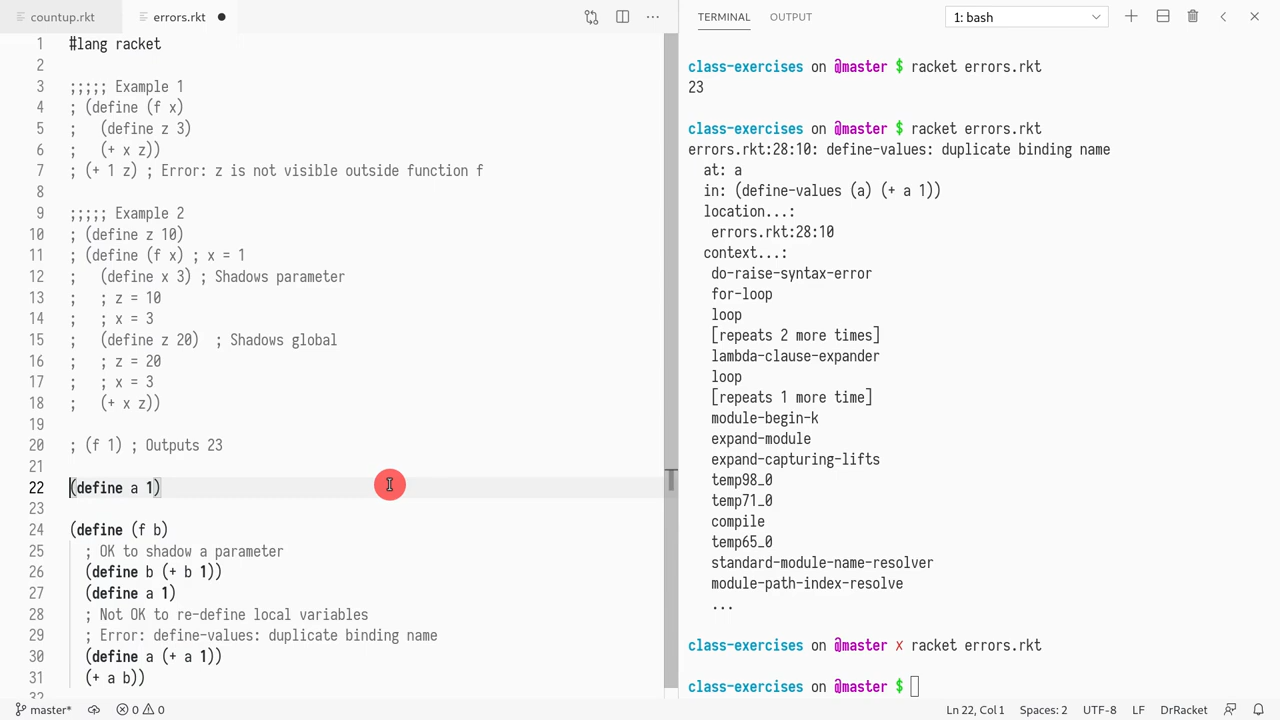 countup.rkt
errors.rkt
1 #lang racket
2
3 ;;;;; Example 1
4 ; (define (f x)
5 ;   (define z 3)
6 ;   (+ x z))
7 ; (+ 1 z) ; Error: z is not visible outside function f
8
9 ;;;;; Example 2
10 ; (define z 10)
11 ; (define (f x) ; x = 1
12 ;   (define x 3) ; Shadows parameter
13 ;   ; z = 10
14 ;   ; x = 3
15 ;   (define z 20)  ; Shadows global
16 ;   ; z = 20
17 ;   ; x = 3
18 ;   (+ x z))
19
20 ; (f 1) ; Outputs 23
21
22 (define a 1)
23
24 (define (f b)
25   ; OK to shadow a parameter
26   (define b (+ b 1))
27   (define a 1)
28   ; Not OK to re-define local variables
29   ; Error: define-values: duplicate binding name
30   (define a (+ a 1))
31   (+ a b))
32
TERMINAL
OUTPUT
1: bash
class-exercises on @master $ racket errors.rkt
23
class-exercises on @master $ racket errors.rkt
errors.rkt:28:10: define-values: duplicate binding name
  at: a
  in: (define-values (a) (+ a 1))
  location...:
   errors.rkt:28:10
  context...:
   do-raise-syntax-error
   for-loop
   loop
   [repeats 2 more times]
   lambda-clause-expander
   loop
   [repeats 1 more time]
   module-begin-k
   expand-module
   expand-capturing-lifts
   temp98_0
   temp71_0
   compile
   temp65_0
   standard-module-name-resolver
   module-path-index-resolve
   ...
class-exercises on @master x racket errors.rkt
class-exercises on @master $
master*
0
0
Ln 22, Col 1
Spaces: 2
UTF-8
LF
DrRacket